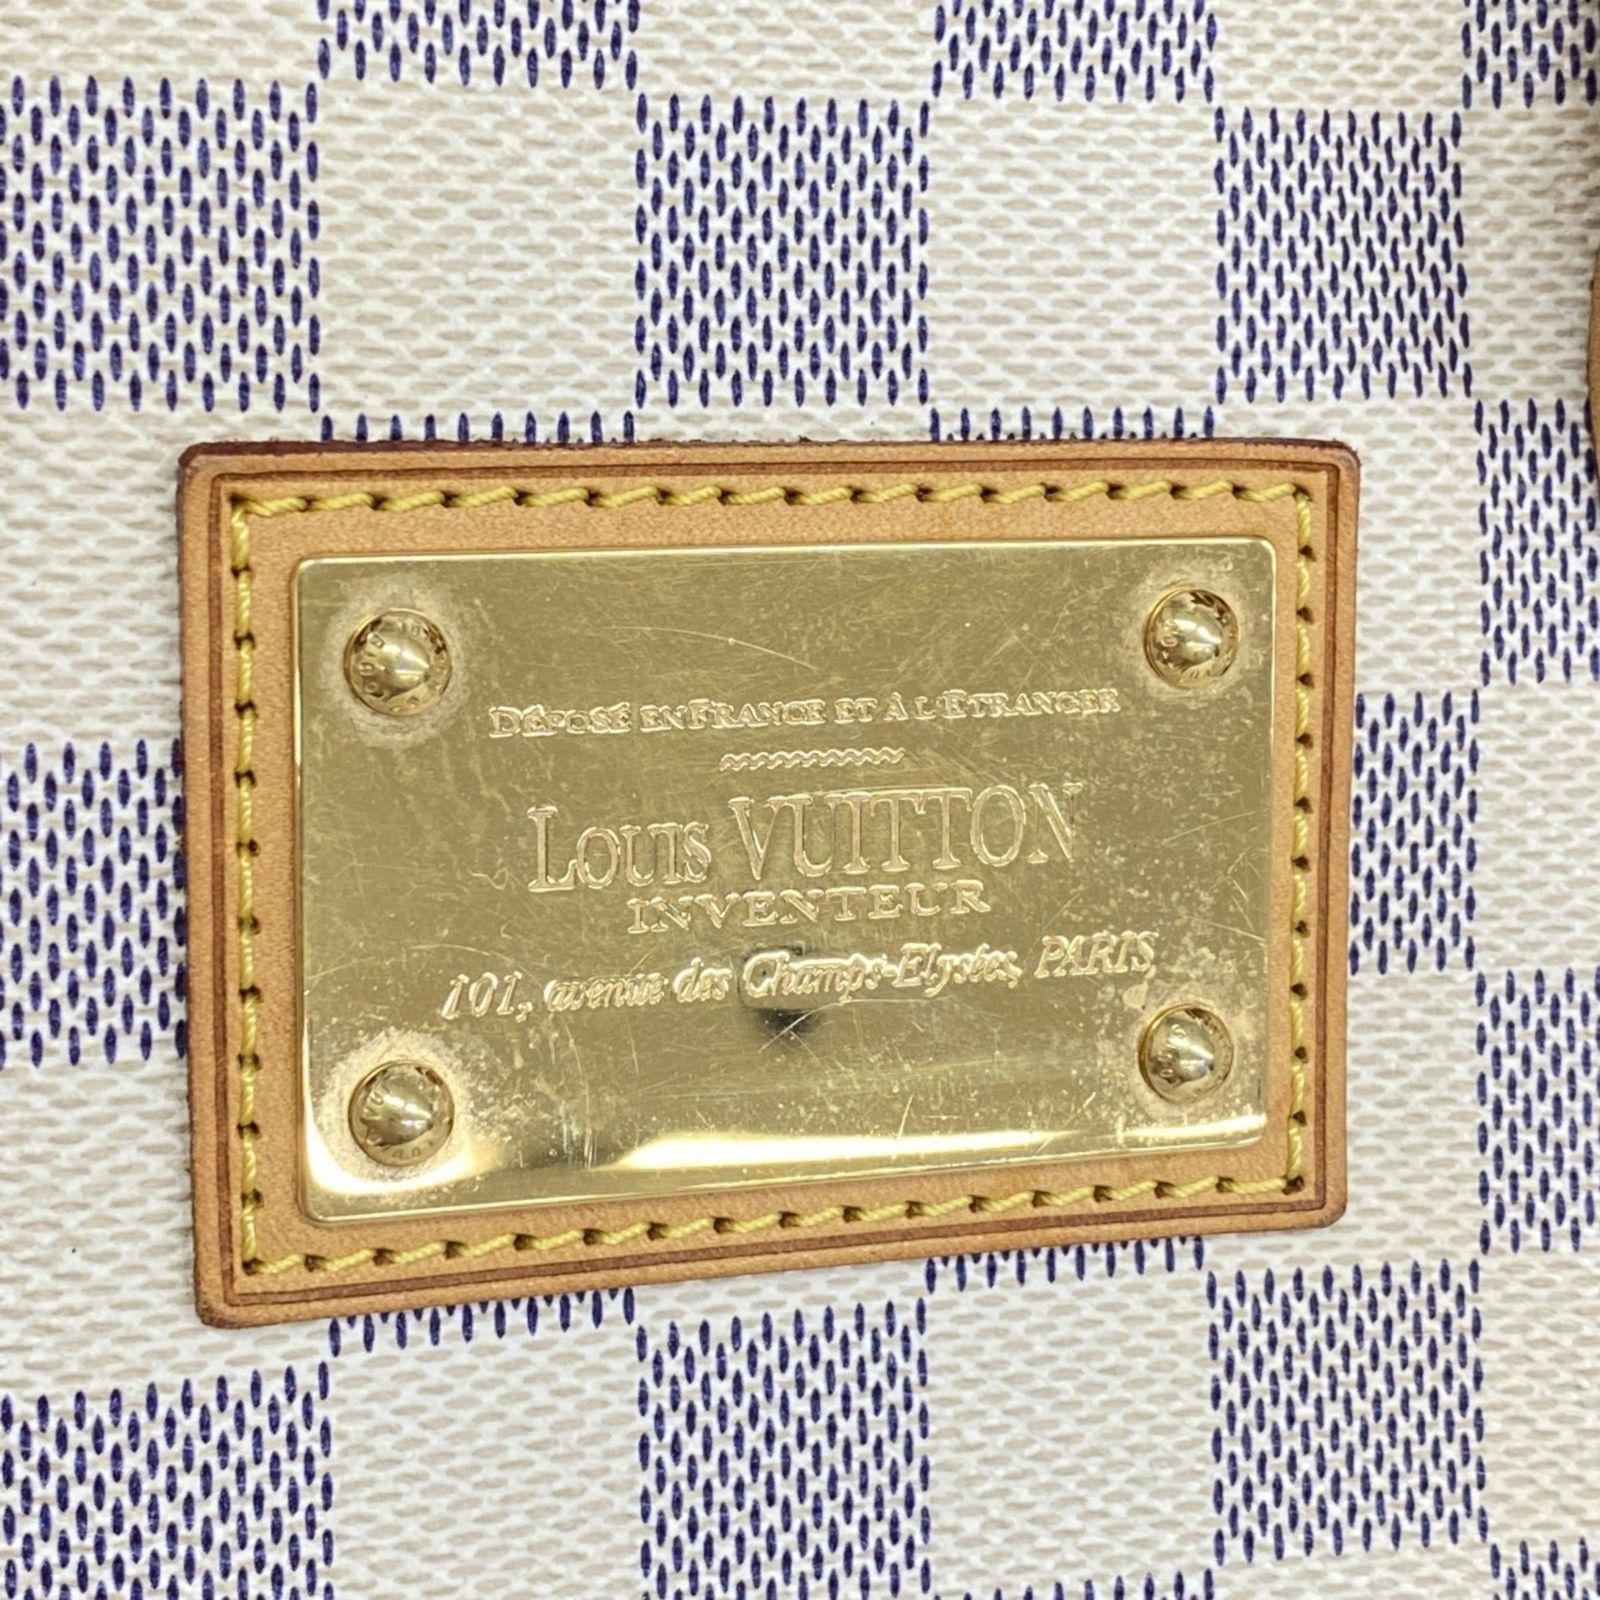 DÉPOSÉ EN FRANCE ET À L'ÉTRANGER
LOUIS VUITTON
INVENTEUR
101, avenue des Champs-Elysées, PARIS